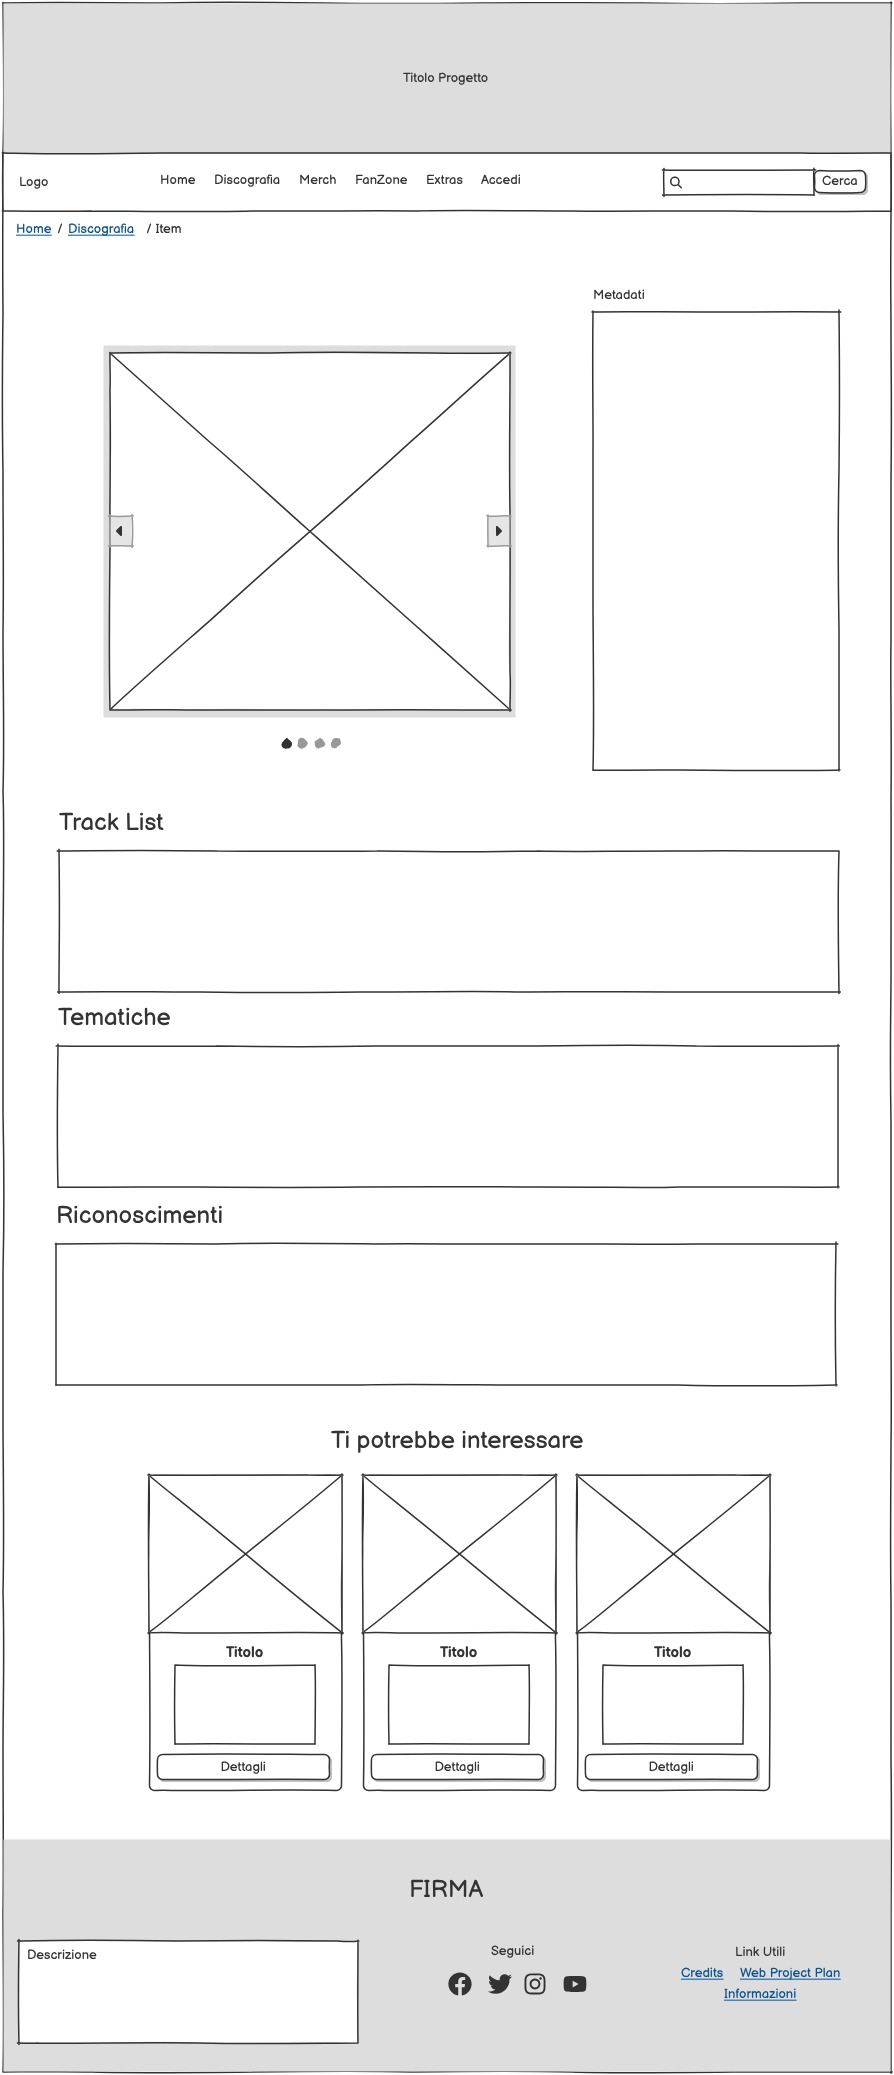 Titolo Progetto
Logo Home Discografia Merch FanZone Extras Accedi Cerca
Home / Discografia / Item
Metadati
Track List
Tematiche
Riconoscimenti
Ti potrebbe interessare
Titolo Titolo Titolo
Dettagli Dettagli Dettagli
FIRMA
Descrizione
Seguici
Link Utili
Credits Web Project Plan
Informazioni